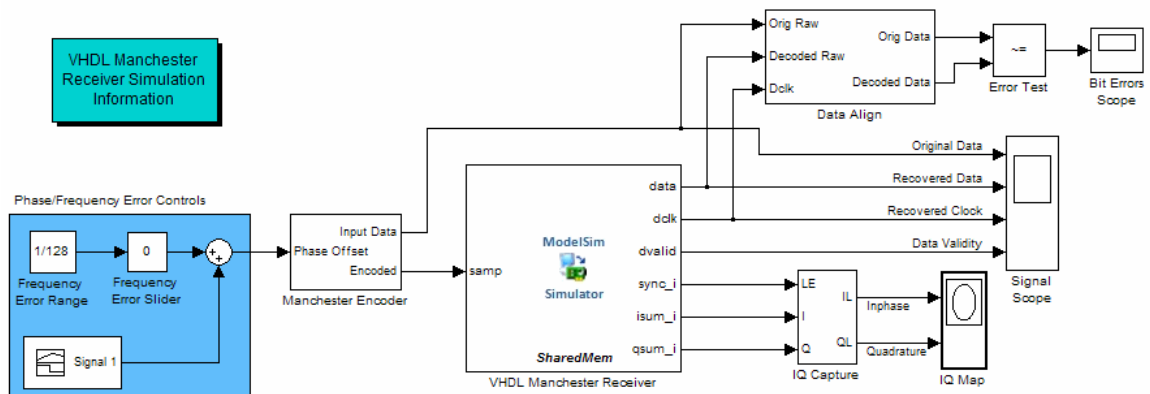 VHDL Manchester
Receiver Simulation
Information
Orig Raw
Decoded Raw
Dclk
Orig Data
Decoded Data
Data Align
~=
Error Test
Bit Errors
Scope
Original Data
Recovered Data
Recovered Clock
Data Validity
Signal
Scope
Phase/Frequency Error Controls
1/128
Frequency
Error Range
0
Frequency
Error Slider
+
+
Signal 1
Phase Offset
Input Data
Encoded
Manchester Encoder
samp
ModelSim
Simulator
SharedMem
data
dclk
dvalid
sync_i
isum_i
qsum_i
VHDL Manchester Receiver
LE
I
Q
IL
QL
IQ Capture
Inphase
Quadrature
IQ Map